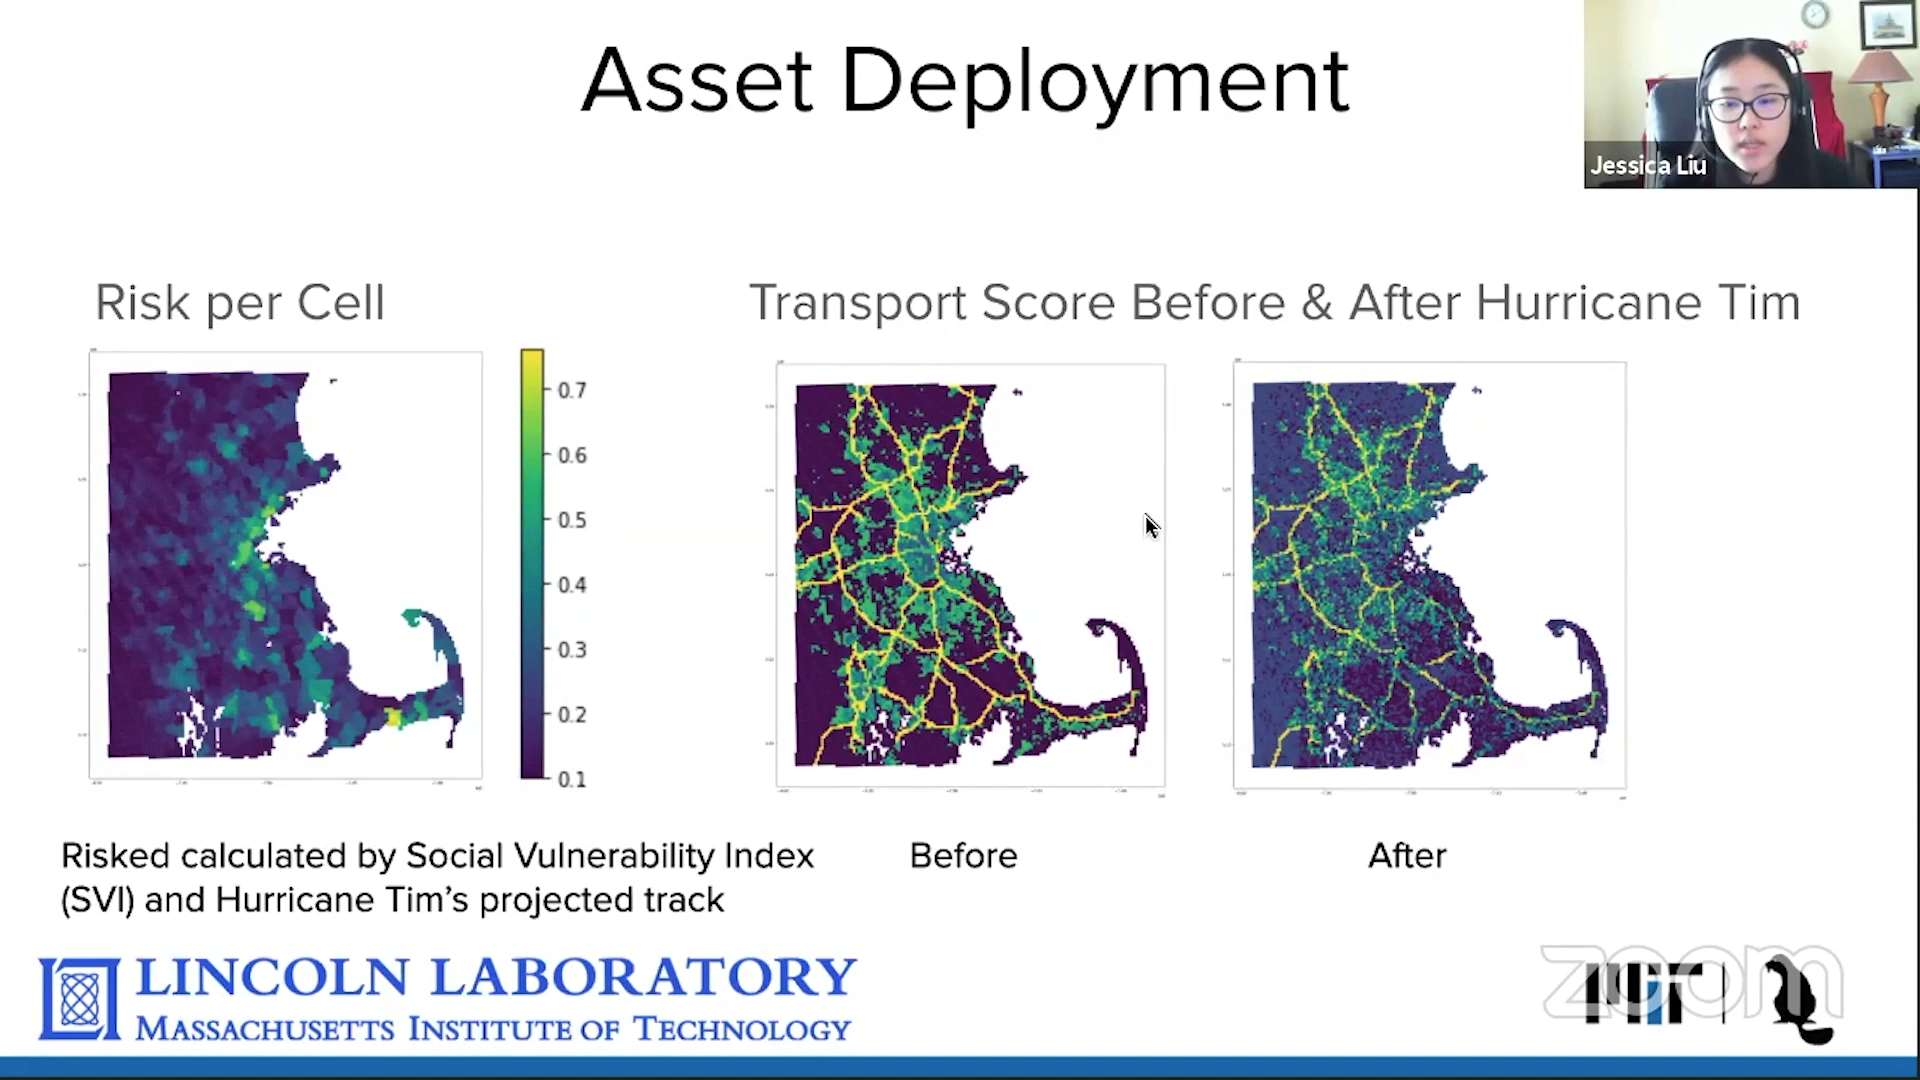 Asset Deployment
Jessica Liu
Risk per Cell
Transport Score Before & After Hurricane Tim
0.7
0.6
0.5
0.4
0.3
0.2
0.1
Risked calculated by Social Vulnerability Index
(SVI) and Hurricane Tim's projected track
Before
After
LINCOLN LABORATORY
MASSACHUSETTS INSTITUTE OF TECHNOLOGY
zoom
MIT